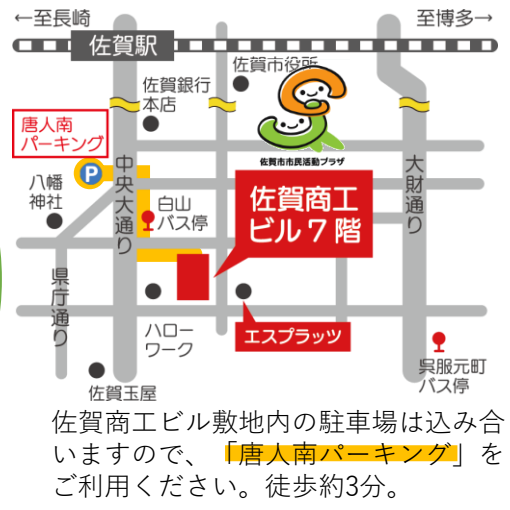 ←至長崎
至博多→
佐賀駅
佐賀市役所
佐賀銀行
本店
唐人南
パーキング
佐賀市市民活動プラザ
P
中央大通り
大財通り
八幡
神社
白山
バス停
佐賀商工
ビル7階
県庁通り
ハロー
ワーク
エスプラッツ
呉服元町
バス停
佐賀玉屋
佐賀商工ビル敷地内の駐車場は込み合
いますので、「唐人南パーキング」を
ご利用ください。徒歩約3分。